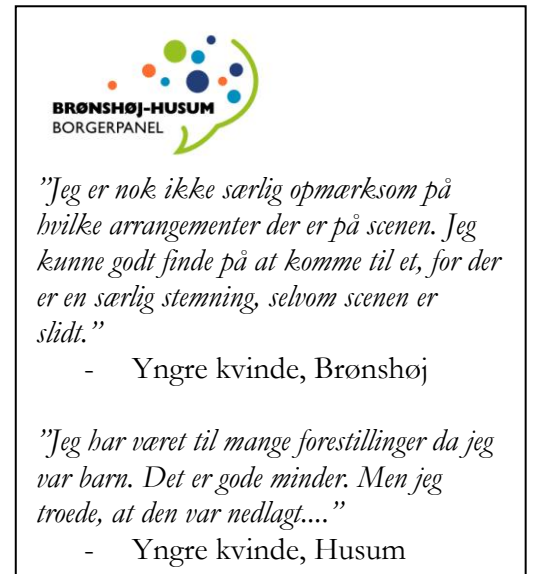 BRØNSHØJ-HUSUM
BORGERPANEL
”Jeg er nok ikke særlig opmærksom på
hvilke arrangementer der er på scenen. Jeg
kunne godt finde på at komme til et, for der
er en særlig stemning, selvom scenen er
slidt.”
- Yngre kvinde, Brønshøj
”Jeg har været til mange forestillinger da jeg
var barn. Det er gode minder. Men jeg
troede, at den var nedlagt....”
- Yngre kvinde, Husum